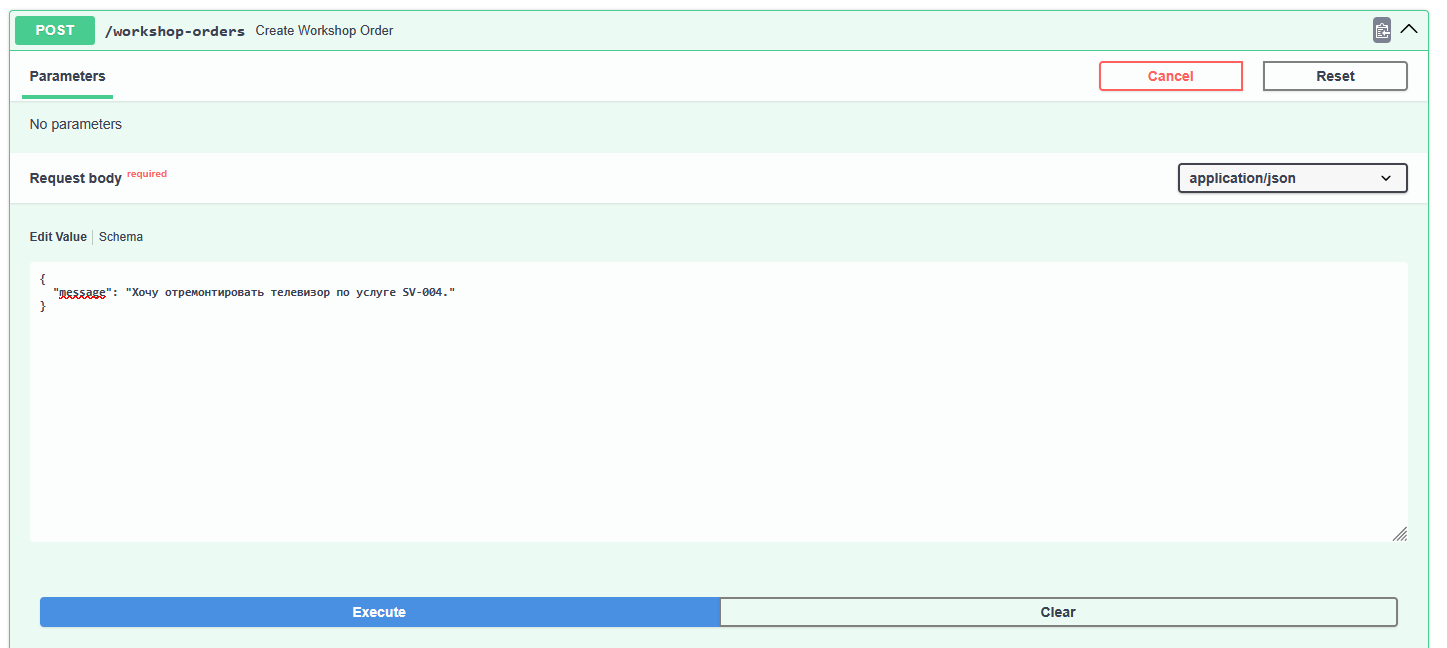 POST /workshop-orders Create Workshop Order
Parameters
Cancel
Reset
No parameters
Request body required
application/json
Edit Value | Schema
{
  "message": "Хочу отремонтировать телевизор по услуге SV-004."
}
Execute
Clear